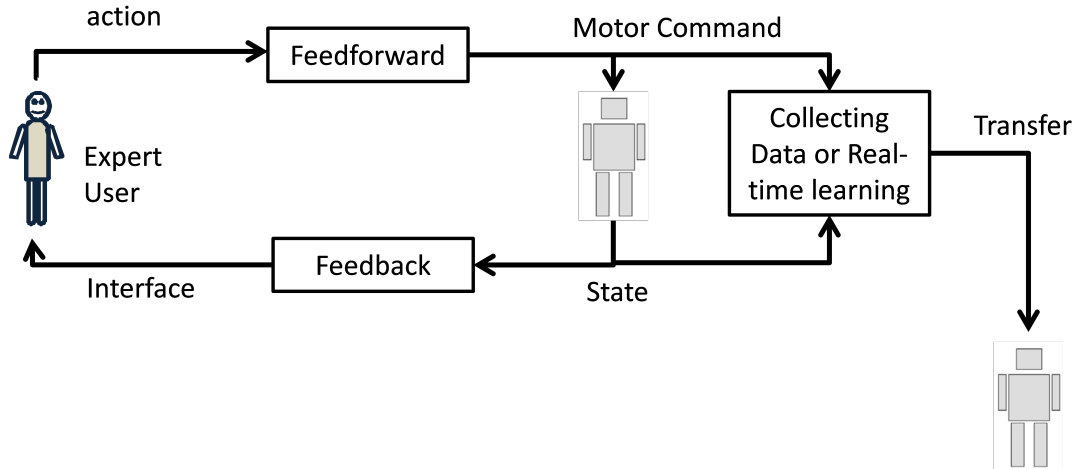 action
Feedforward
Motor Command
Collecting
Data or Real-
time learning
Transfer
Expert
User
Feedback
Interface
State